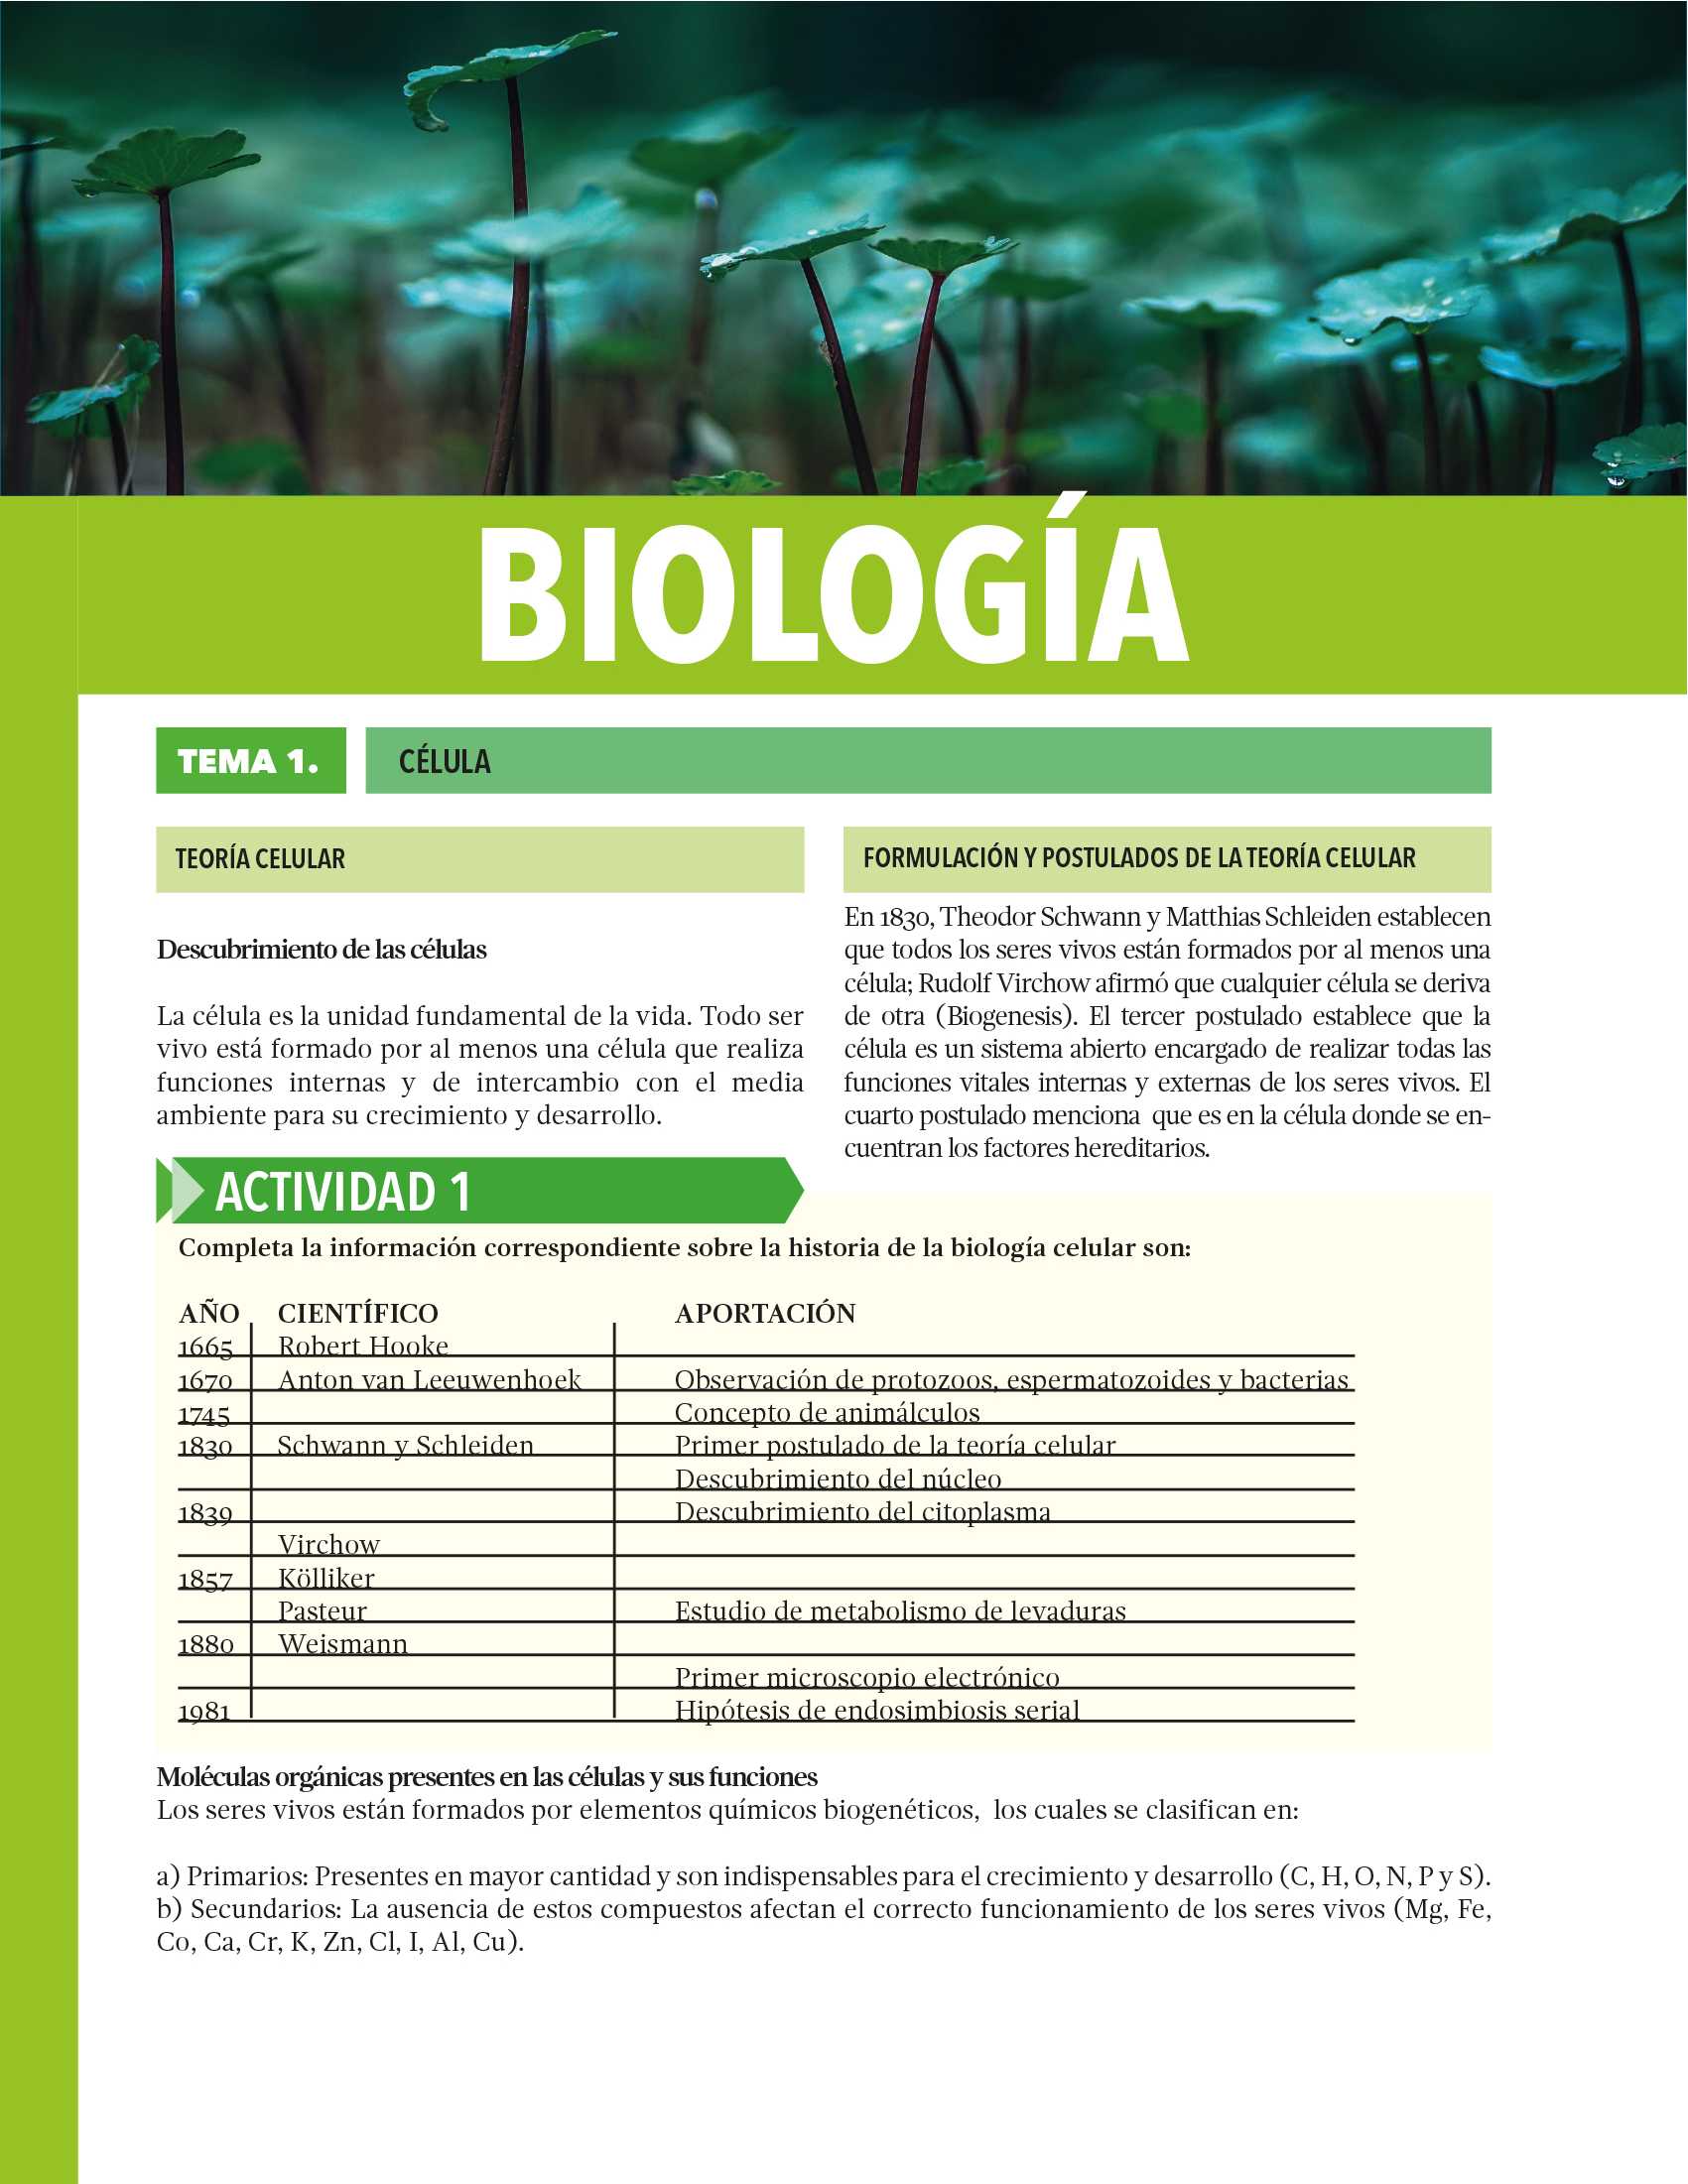 BIOLOGÍA
TEMA 1.
CÉLULA
TEORÍA CELULAR
Descubrimiento de las células
La célula es la unidad fundamental de la vida. Todo ser
vivo está formado por al menos una célula que realiza
funciones internas y de intercambio con el media
ambiente para su crecimiento y desarrollo.
FORMULACIÓN Y POSTULADOS DE LA TEORÍA CELULAR
En 1830, Theodor Schwann y Matthias Schleiden establecen
que todos los seres vivos están formados por al menos una
célula; Rudolf Virchow afirmó que cualquier célula se deriva
de otra (Biogenesis). El tercer postulado establece que la
célula es un sistema abierto encargado de realizar todas las
funciones vitales internas y externas de los seres vivos. El
cuarto postulado menciona que es en la célula donde se en-
cuentran los factores hereditarios.
ACTIVIDAD 1
Completa la información correspondiente sobre la historia de la biología celular son:
AÑO CIENTÍFICO APORTACIÓN
1665 Robert Hooke
1670 Anton van Leeuwenhoek Observación de protozoos, espermatozoides y bacterias
1745 Concepto de animálculos
1830 Schwann y Schleiden Primer postulado de la teoría celular
Descubrimiento del núcleo
1839 Descubrimiento del citoplasma
Virchow
1857 Kölliker
Pasteur Estudio de metabolismo de levaduras
1880 Weismann
Primer microscopio electrónico
1981 Hipótesis de endosimbiosis serial
Moléculas orgánicas presentes en las células y sus funciones
Los seres vivos están formados por elementos químicos biogenéticos, los cuales se clasifican en:
a) Primarios: Presentes en mayor cantidad y son indispensables para el crecimiento y desarrollo (C, H, O, N, P y S).
b) Secundarios: La ausencia de estos compuestos afectan el correcto funcionamiento de los seres vivos (Mg, Fe,
Co, Ca, Cr, K, Zn, Cl, I, Al, Cu).